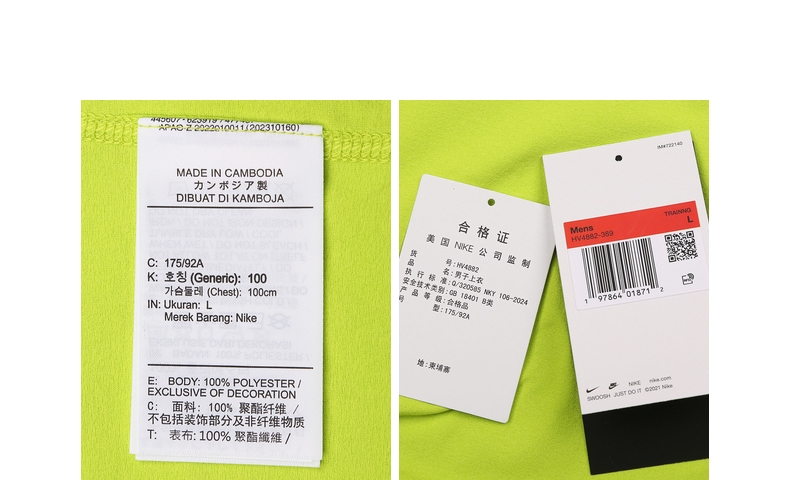 APAC-Z 2022010011(202310160)
MADE IN CAMBODIA
カンボジア製
DIBUAT DI KAMBOJA
C: 175/92A
K: 호칭 (Generic): 100
가슴둘레 (Chest): 100cm
IN: Ukuran: L
Merek Barang: Nike
E: BODY: 100% POLYESTER /
EXCLUSIVE OF DECORATION
C: 面料: 100% 聚酯纤维 /
不包括装饰部分及非纤维物质
T: 表布: 100% 聚酯纖維 /
合格证
美国 NIKE 公司监制
货号: HV4882
品名: 男子上衣
执行标准: Q/320585 NKY 106-2024
安全技术类别: GB 18401 B类
产品等级: 合格品
号型: 175/92A
地: 柬埔寨
IM#722140
TRAINING
Mens
L
HV4882-389
1 97864 01871 2
NIKE nike.com
SWOOSH. JUST DO IT ©2021 Nike